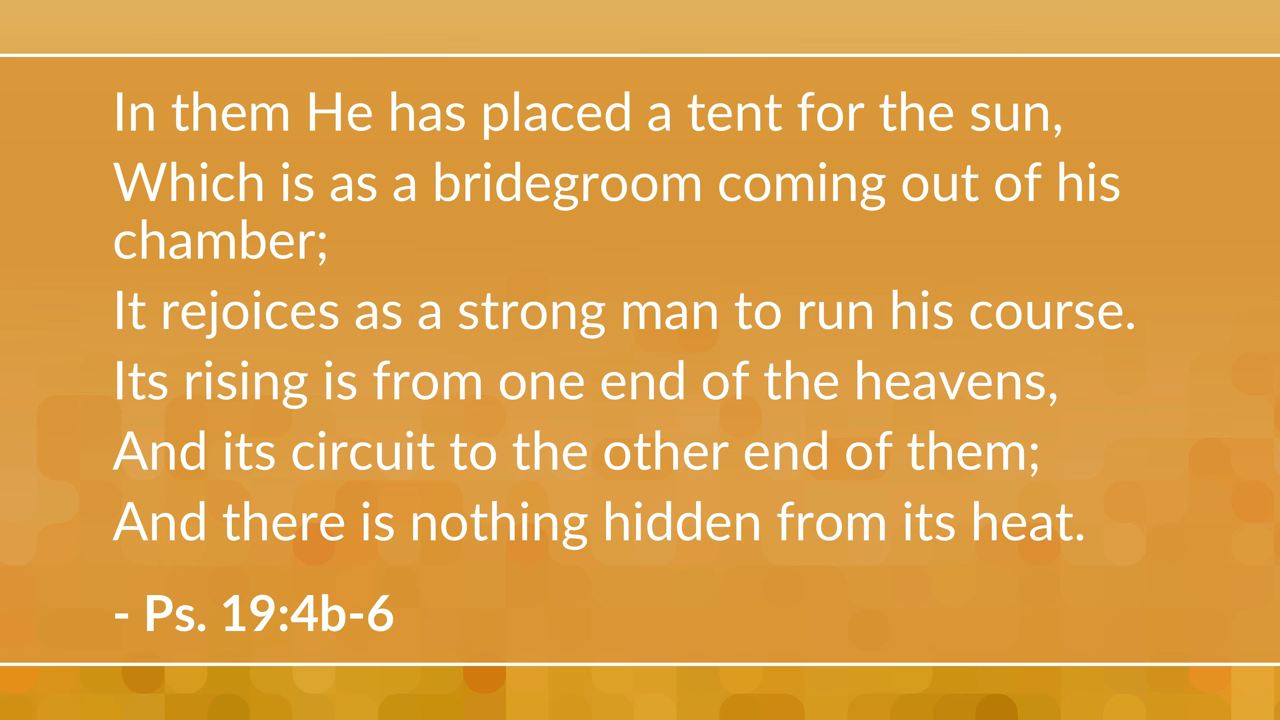 In them He has placed a tent for the sun,
Which is as a bridegroom coming out of his
chamber;
It rejoices as a strong man to run his course.
Its rising is from one end of the heavens,
And its circuit to the other end of them;
And there is nothing hidden from its heat.
- Ps. 19:4b-6